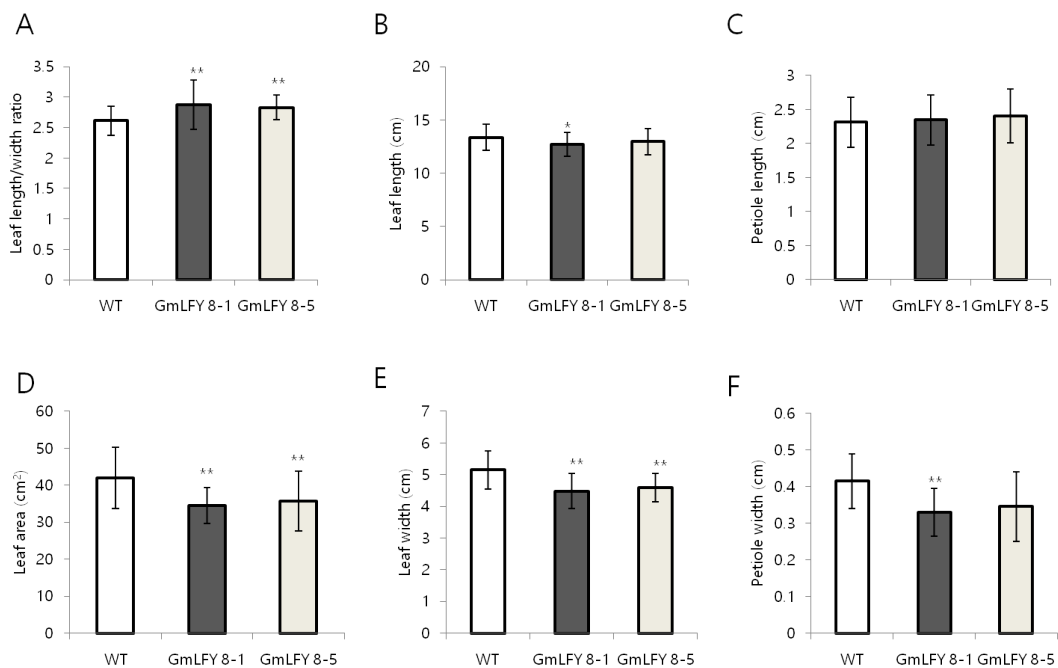 A
Leaf length/width ratio
3.5
3
2.5
2
1.5
1
0.5
0
**
**
WT
GmLFY 8-1
GmLFY 8-5
B
Leaf length (cm)
20
15
10
5
0
*
WT
GmLFY 8-1
GmLFY 8-5
C
Petiole length (cm)
3
2.5
2
1.5
1
0.5
0
WT
GmLFY 8-1
GmLFY 8-5
D
Leaf area (cm²)
60
50
40
30
20
10
0
**
**
WT
GmLFY 8-1
GmLFY 8-5
E
Leaf width (cm)
7
6
5
4
3
2
1
0
**
**
WT
GmLFY 8-1
GmLFY 8-5
F
Petiole width (cm)
0.6
0.5
0.4
0.3
0.2
0.1
0
**
WT
GmLFY 8-1
GmLFY 8-5